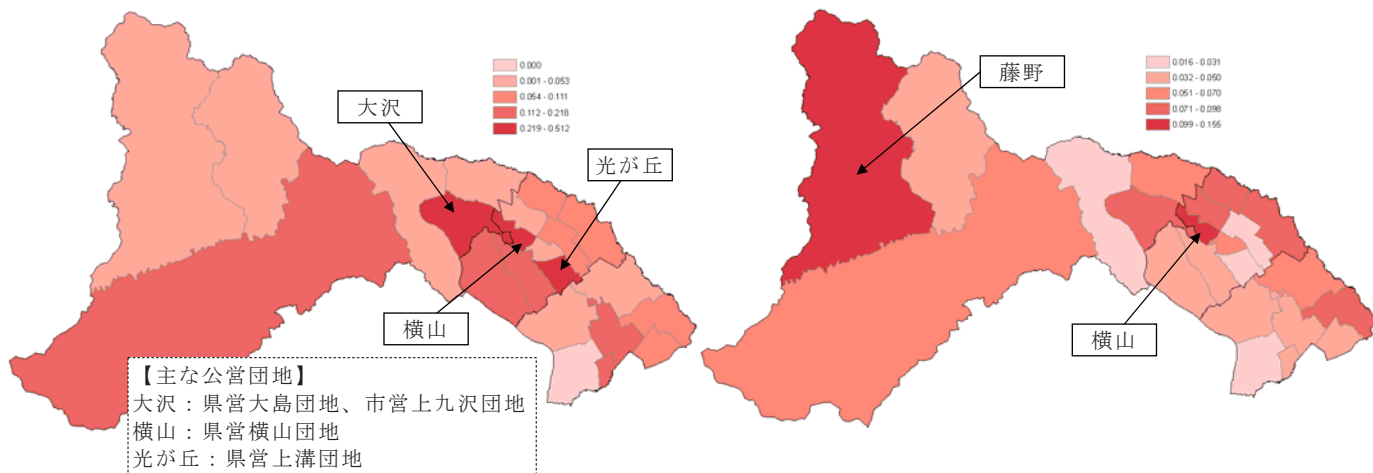 0.000
0.001 - 0.053
0.054 - 0.111
0.112 - 0.218
0.219 - 0.512
大沢
光が丘
横山
【主な公営団地】
大沢：県営大島団地、市営上九沢団地
横山：県営横山団地
光が丘：県営上溝団地
0.016 - 0.031
0.032 - 0.050
0.051 - 0.070
0.071 - 0.098
0.099 - 0.155
藤野
横山